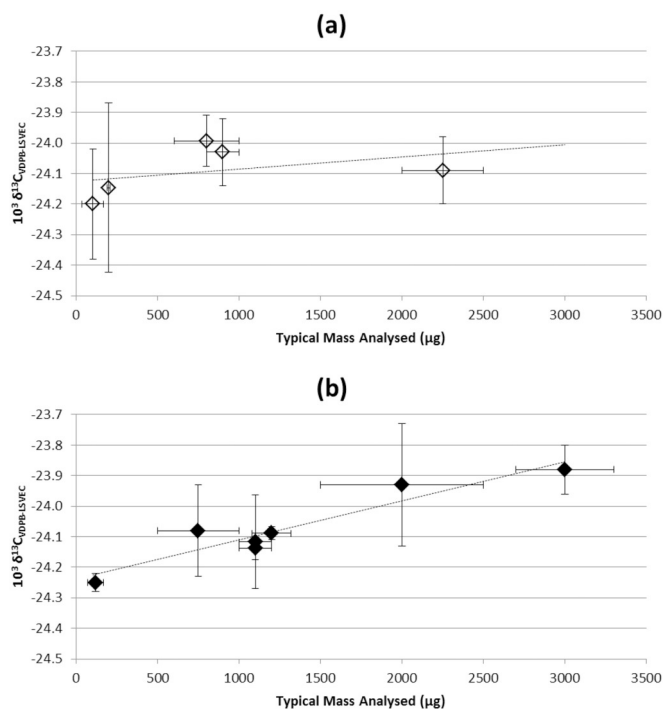 (a)
-23.7
-23.8
-23.9
-24.0
-24.1
-24.2
-24.3
-24.4
-24.5
10³ δ¹³C_VDPB-LSVEC
0 500 1000 1500 2000 2500 3000 3500
Typical Mass Analysed (µg)
(b)
-23.7
-23.8
-23.9
-24.0
-24.1
-24.2
-24.3
-24.4
-24.5
10³ δ¹³C_VDPB-LSVEC
0 500 1000 1500 2000 2500 3000 3500
Typical Mass Analysed (µg)